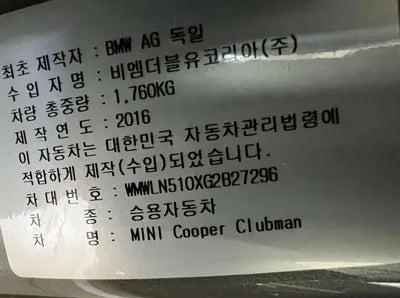 최초 제작자 : BMW AG 독일
수 입 자 명 : 비엠더블유코리아(주)
차량 총중량 : 1,760KG
제 작 연 도 : 2016
이 자동차는 대한민국 자동차관리법령에
적합하게 제작(수입)되었습니다.
차 대 번 호 : WMWLN510XG2B27296
차 종 : 승용자동차
차 명 : MINI Cooper Clubman